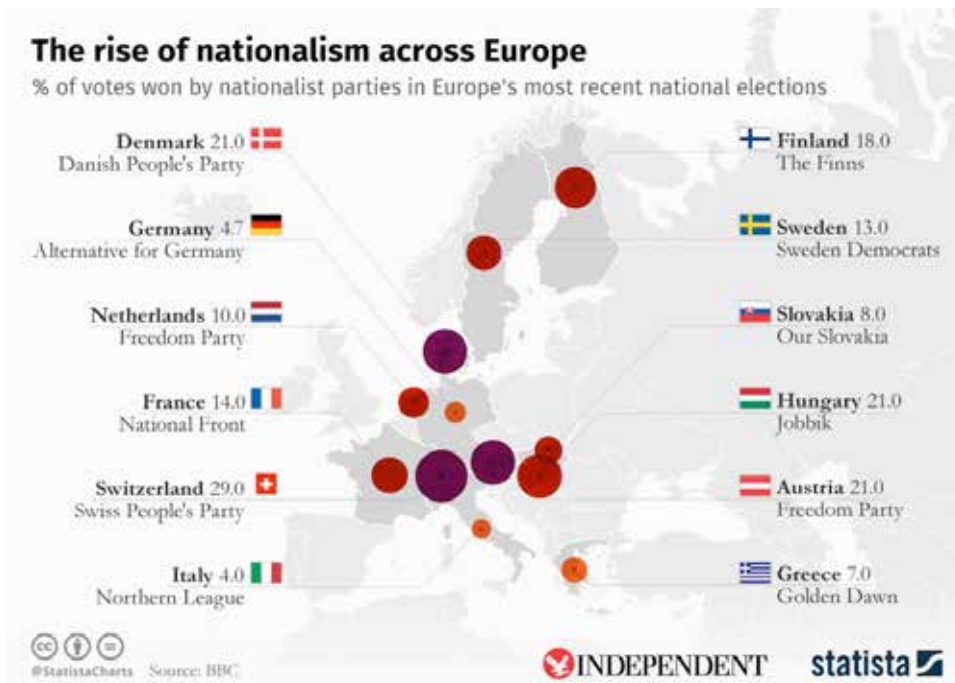 The rise of nationalism across Europe
% of votes won by nationalist parties in Europe's most recent national elections
Denmark 21.0
Danish People's Party
Germany 4.7
Alternative for Germany
Netherlands 10.0
Freedom Party
France 14.0
National Front
Switzerland 29.0
Swiss People's Party
Italy 4.0
Northern League
Finland 18.0
The Finns
Sweden 13.0
Sweden Democrats
Slovakia 8.0
Our Slovakia
Hungary 21.0
Jobbik
Austria 21.0
Freedom Party
Greece 7.0
Golden Dawn
cc
@StatistaCharts Source: BBC
INDEPENDENT
statista